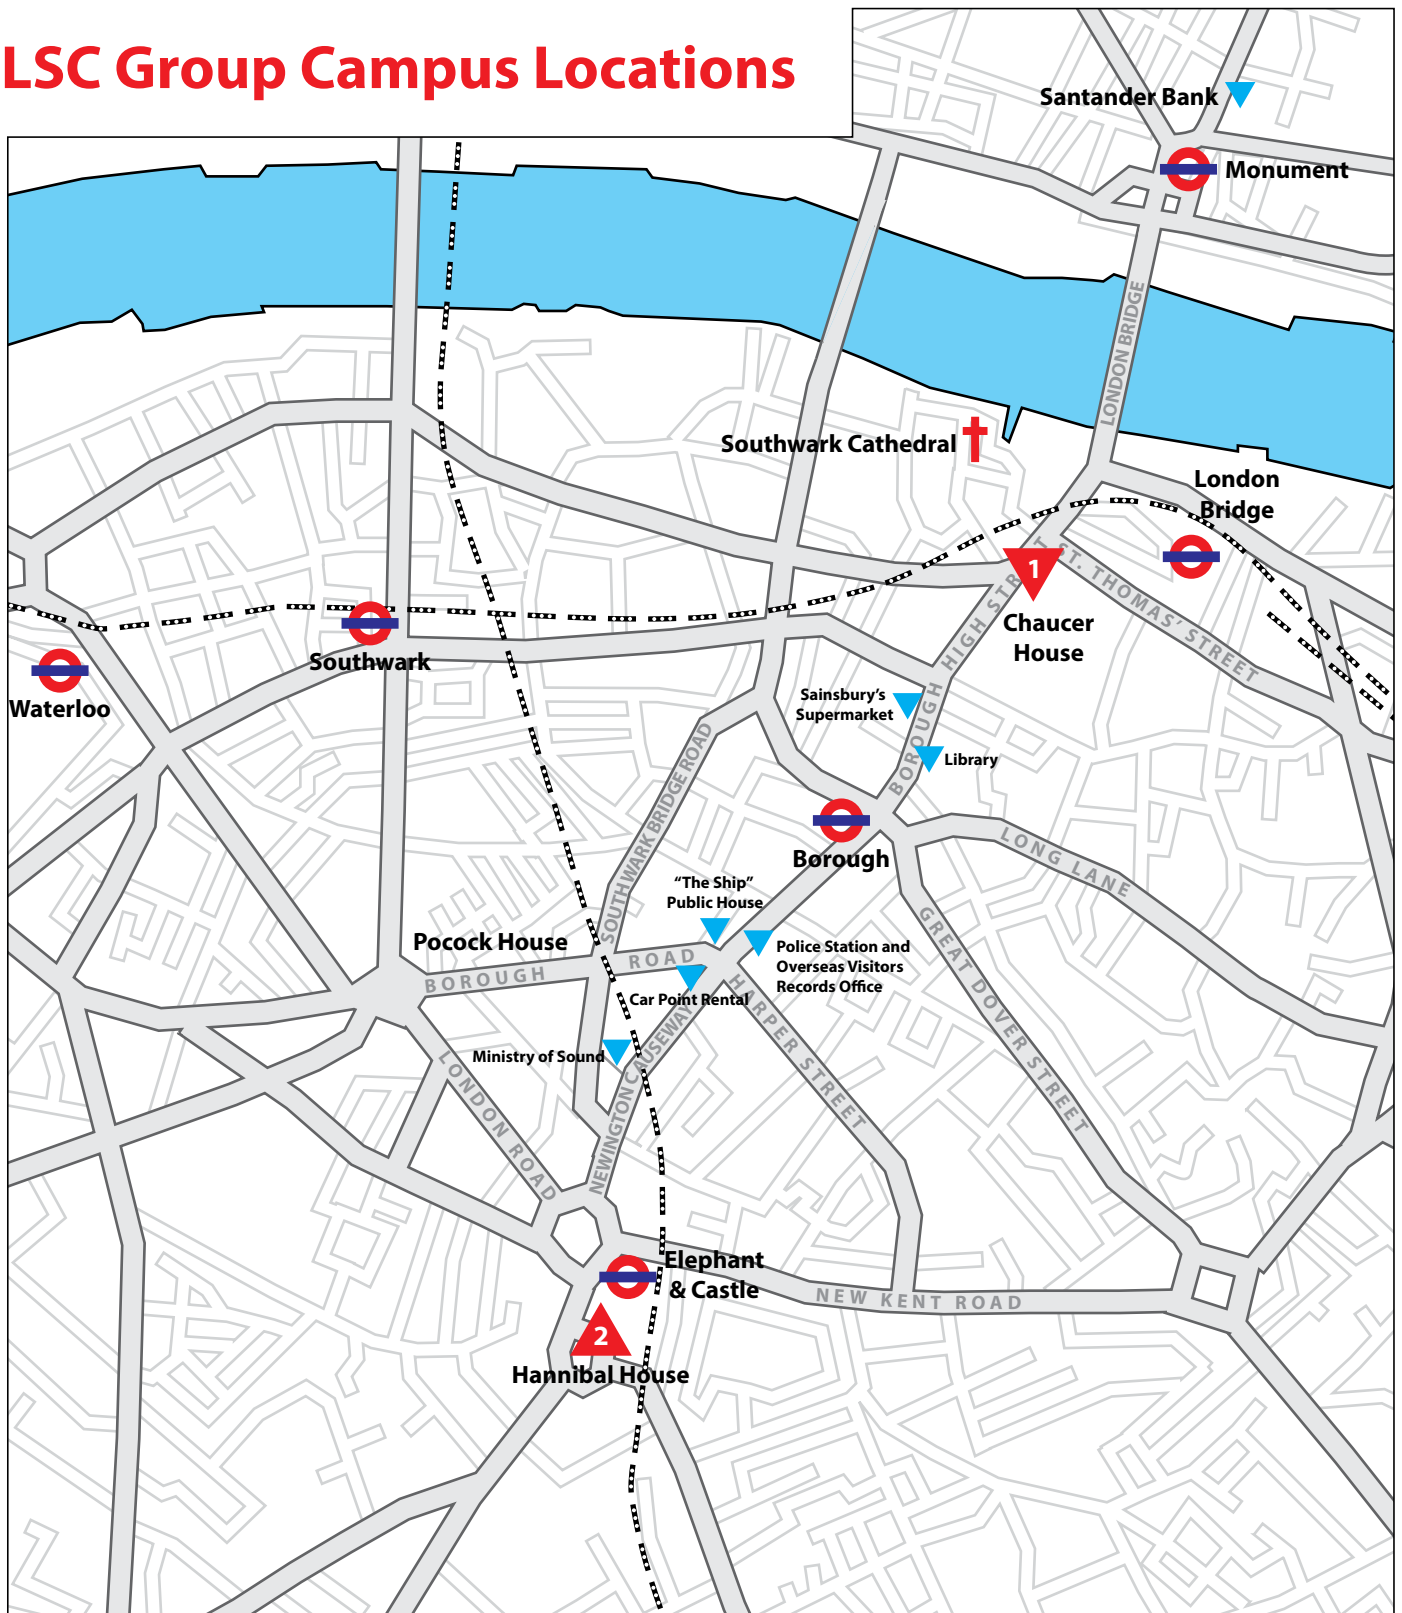 LSC Group Campus Locations
Santander Bank
Monument
LONDON BRIDGE
Southwark Cathedral
London
Bridge
1
ST. THOMAS' STREET
Chaucer
House
Southwark
Waterloo
Sainsbury's
Supermarket
BOROUGH HIGH STR T
Library
SOUTHWARK BRIDGE ROAD
Borough
LONG LANE
"The Ship"
Public House
Pocock House
Police Station and
Overseas Visitors
Records Office
BOROUGH ROAD
GREAT DOVER STREET
Car Point Rental
HARPER STREET
Ministry of Sound
NEWINGTON CAUSEWAY
LONDON ROAD
Elephant
& Castle
NEW KENT ROAD
2
Hannibal House